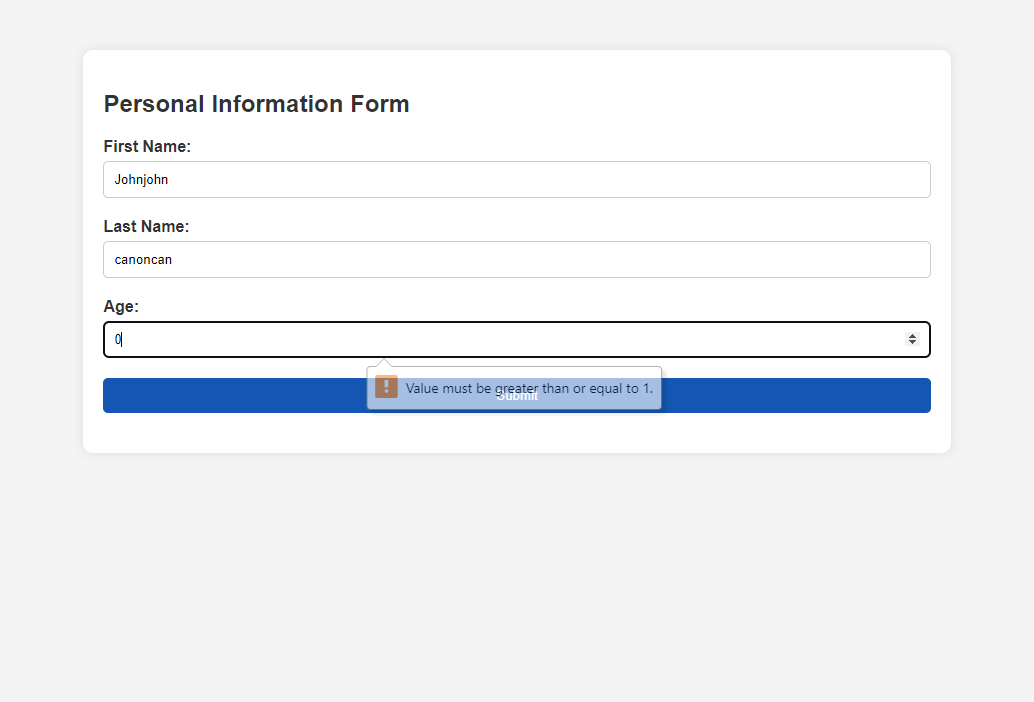 Personal Information Form
First Name:
Johnjohn
Last Name:
canoncan
Age:
0
Value must be greater than or equal to 1.
Submit